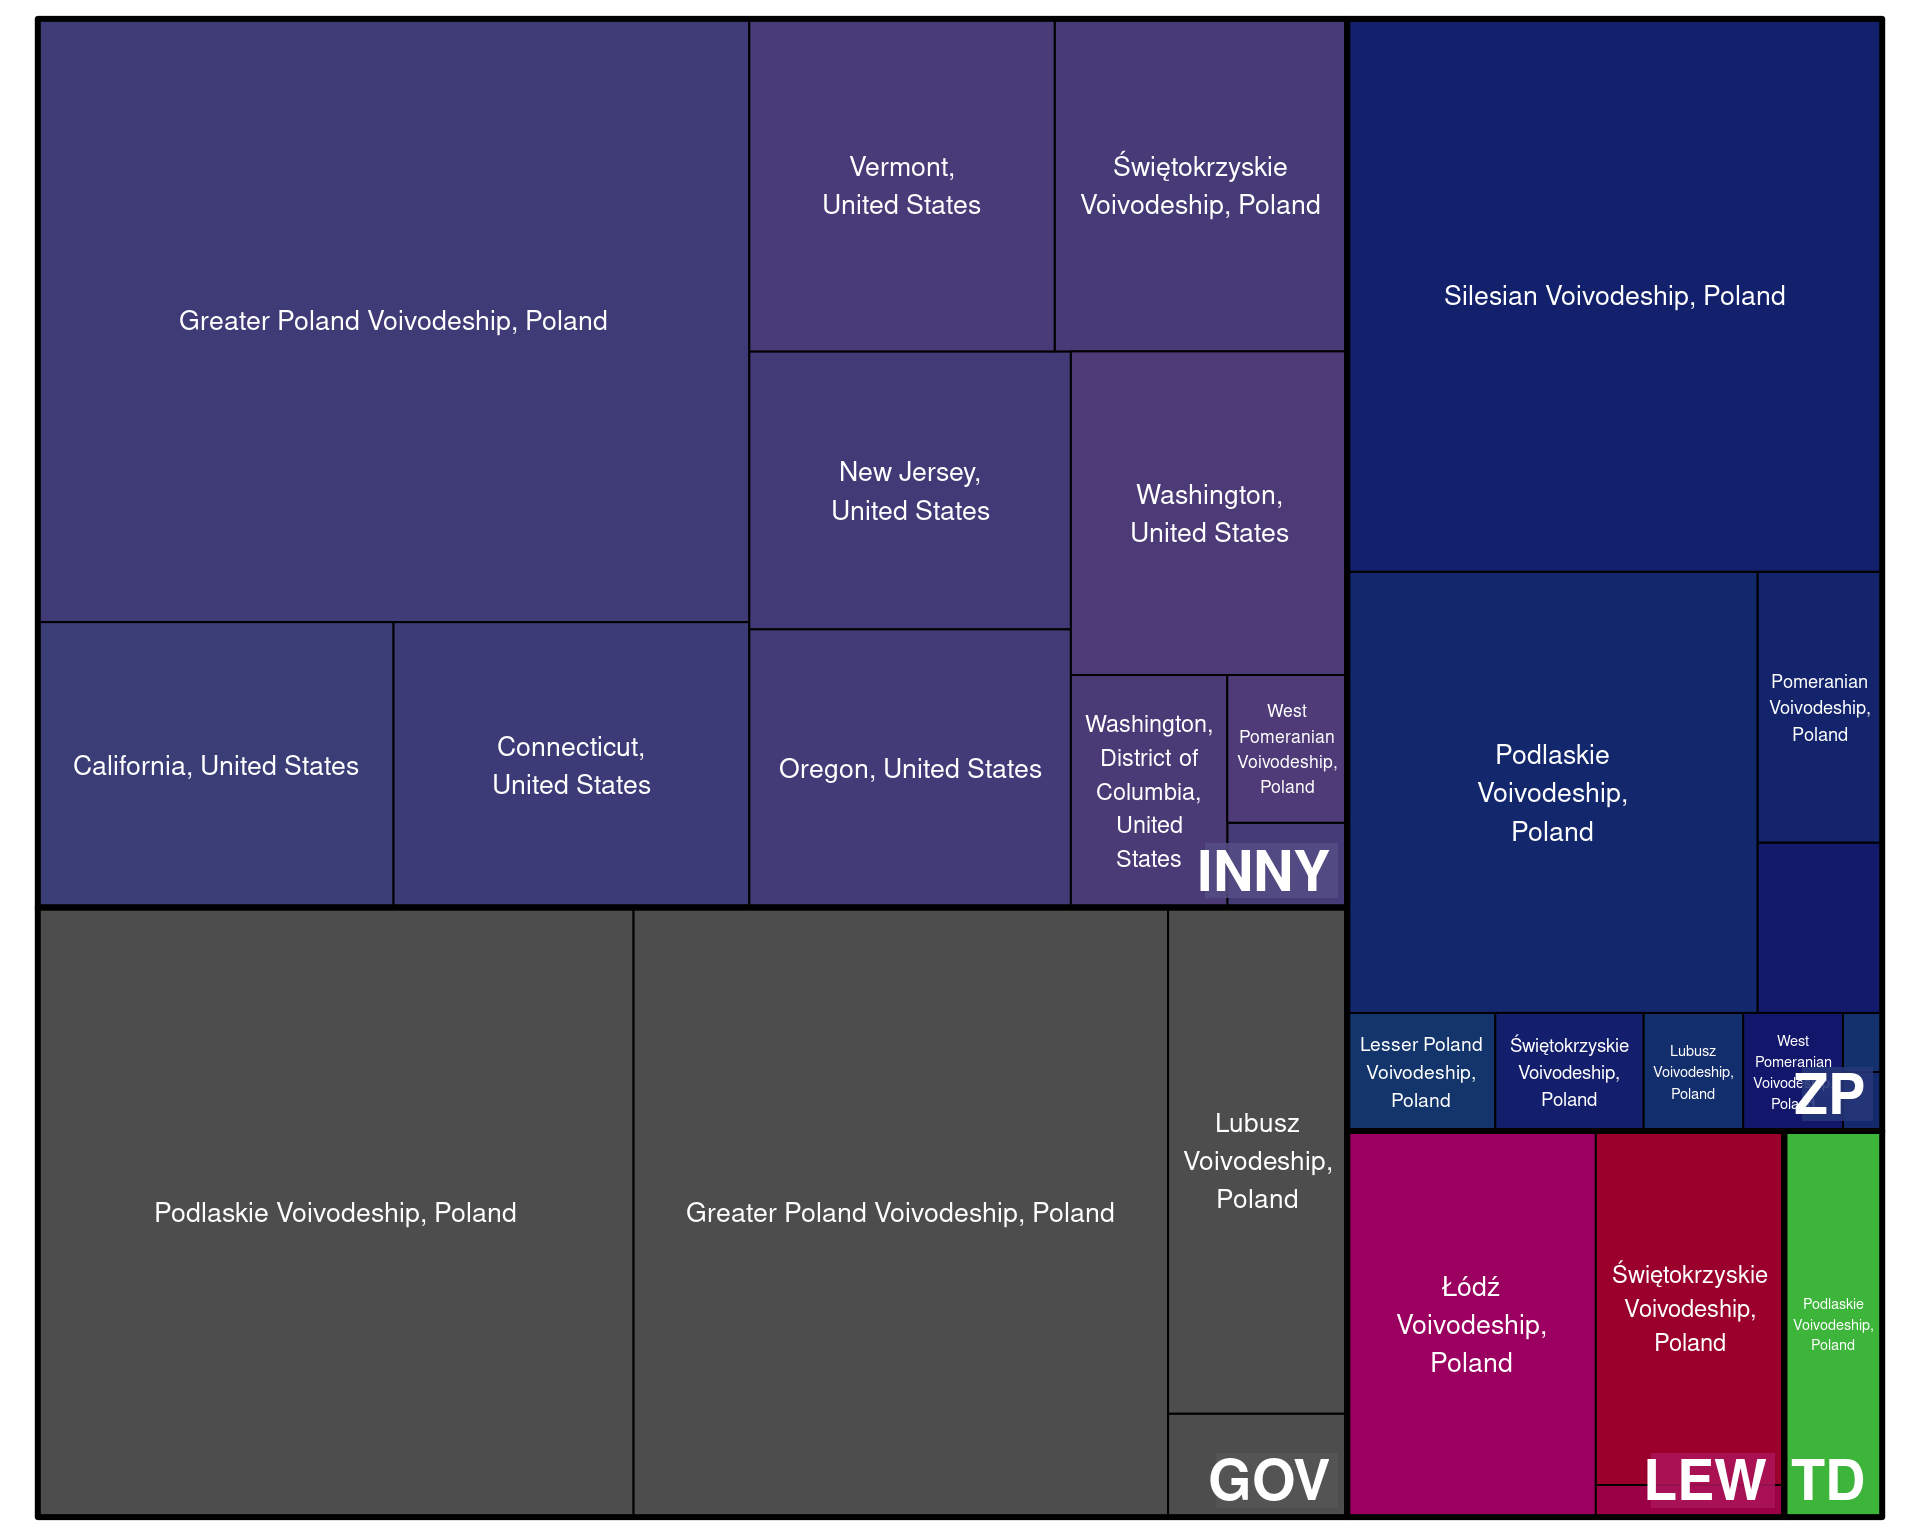 Greater Poland Voivodeship, Poland
Vermont,
United States
Świętokrzyskie
Voivodeship, Poland
New Jersey,
United States
Washington,
United States
California, United States
Connecticut,
United States
Oregon, United States
Washington,
District of
Columbia,
United
States
West
Pomeranian
Voivodeship,
Poland
INNY
Silesian Voivodeship, Poland
Podlaskie
Voivodeship,
Poland
Pomeranian
Voivodeship,
Poland
Lesser Poland
Voivodeship,
Poland
Świętokrzyskie
Voivodeship,
Poland
Lubusz
Voivodeship,
Poland
West
Pomeranian
Voivodeship,
Poland
ZP
Podlaskie Voivodeship, Poland
Greater Poland Voivodeship, Poland
Lubusz
Voivodeship,
Poland
GOV
Łódź
Voivodeship,
Poland
Świętokrzyskie
Voivodeship,
Poland
LEW
Podlaskie
Voivodeship,
Poland
TD